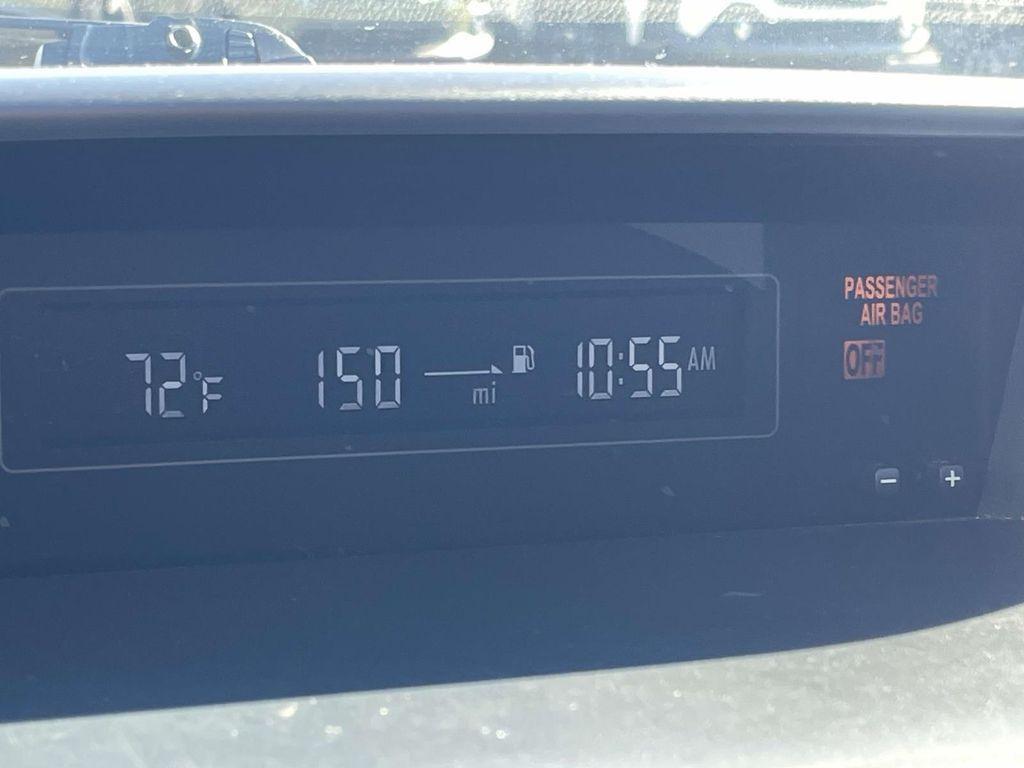 72°F 150 mi 10:55 AM
PASSENGER
AIR BAG
OFF
- +